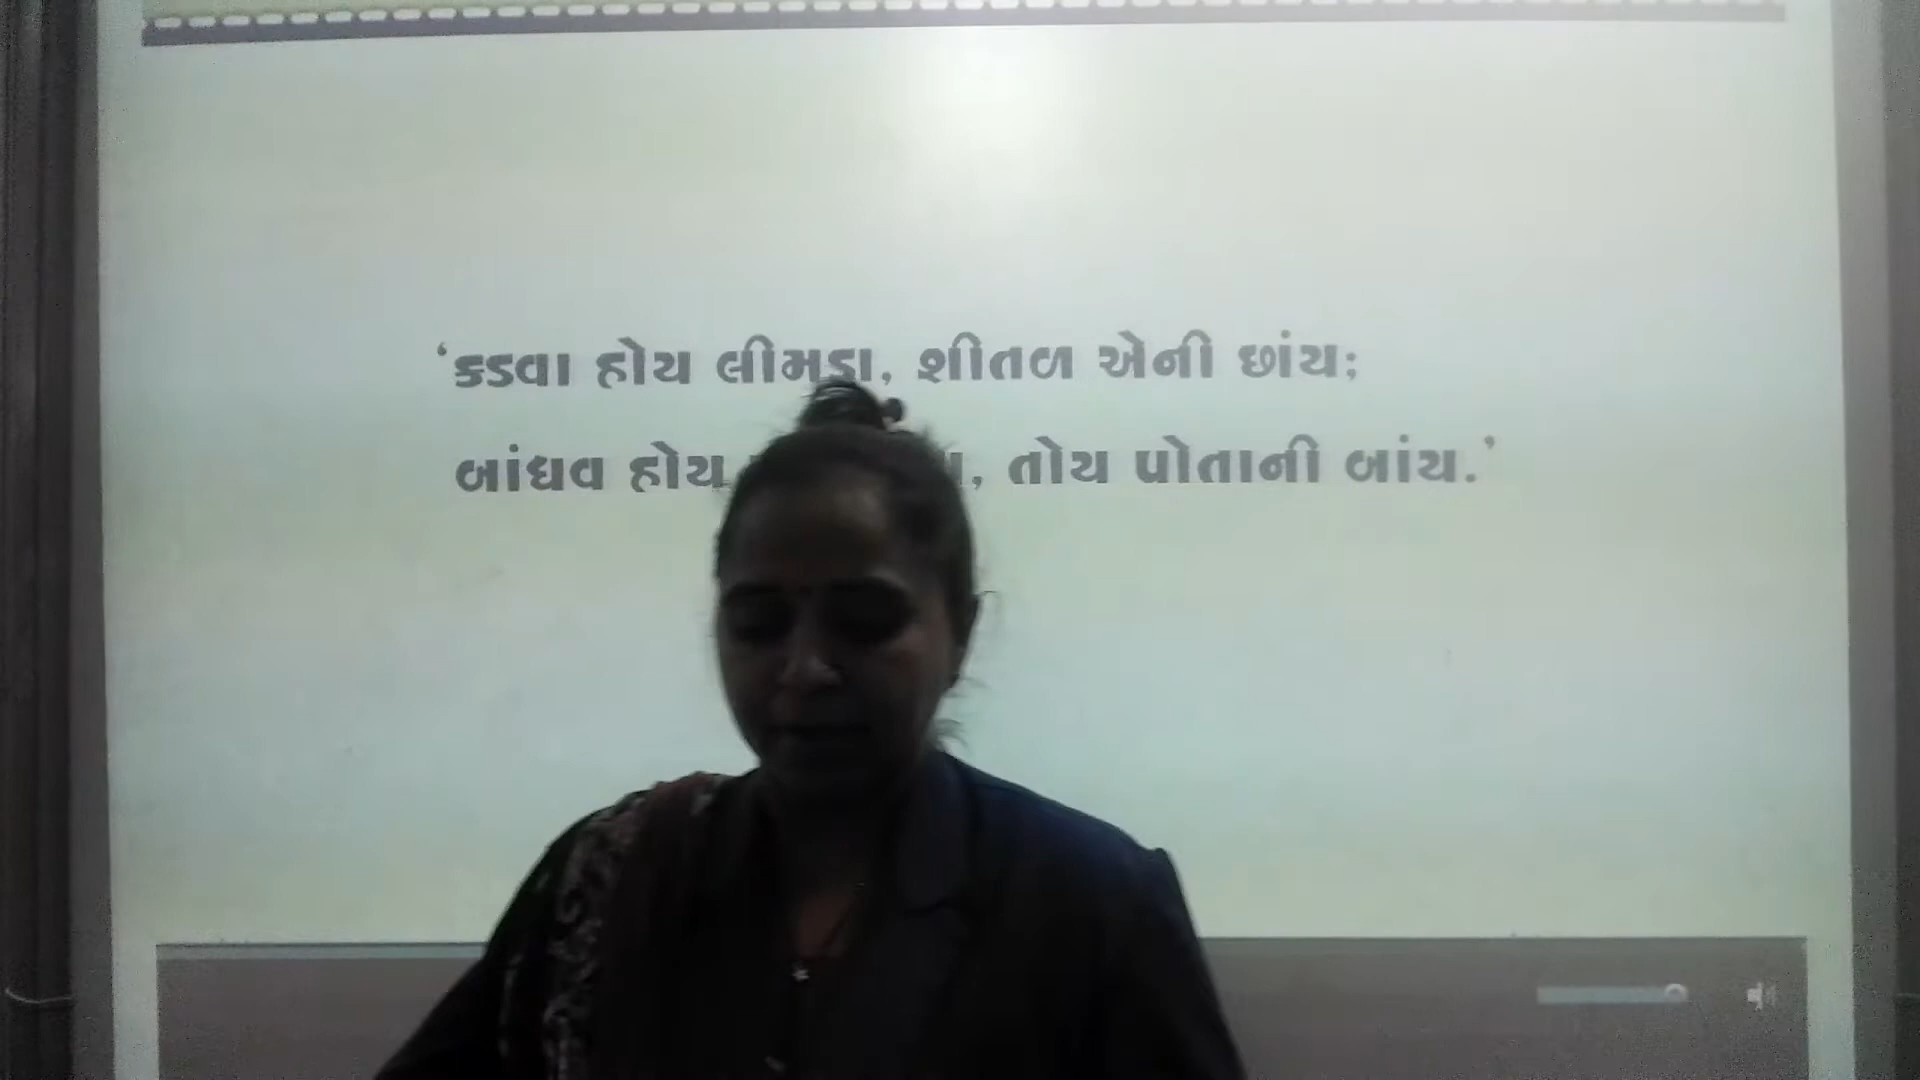 ‘કડવા હોય લીમડા, શીતળ એની છાંય;
બાંધવ હોય , તોય પોતાની બાંય.’